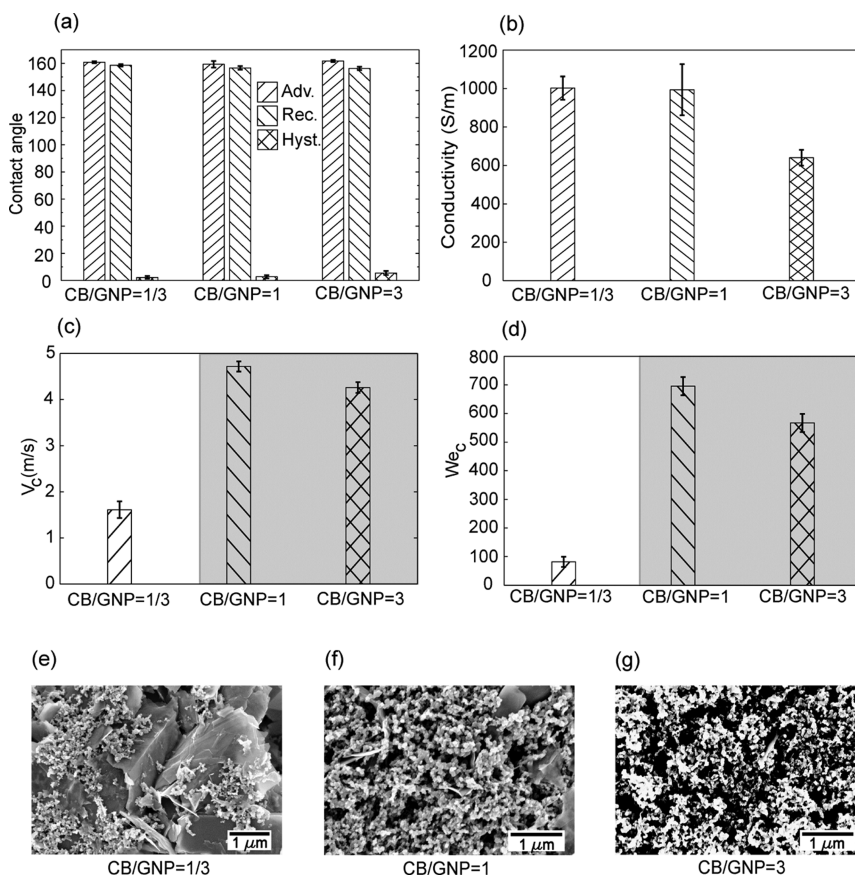 (a)
160
140
120
100
80
60
40
20
0
Contact angle
Adv.
Rec.
Hyst.
CB/GNP=1/3 CB/GNP=1 CB/GNP=3
(b)
1200
1000
800
600
400
200
0
Conductivity (S/m)
CB/GNP=1/3 CB/GNP=1 CB/GNP=3
(c)
5
4
3
2
1
0
Vc(m/s)
CB/GNP=1/3 CB/GNP=1 CB/GNP=3
(d)
800
700
600
500
400
300
200
100
0
Wec
CB/GNP=1/3 CB/GNP=1 CB/GNP=3
(e)
1 μm
CB/GNP=1/3
(f)
1 μm
CB/GNP=1
(g)
1 μm
CB/GNP=3